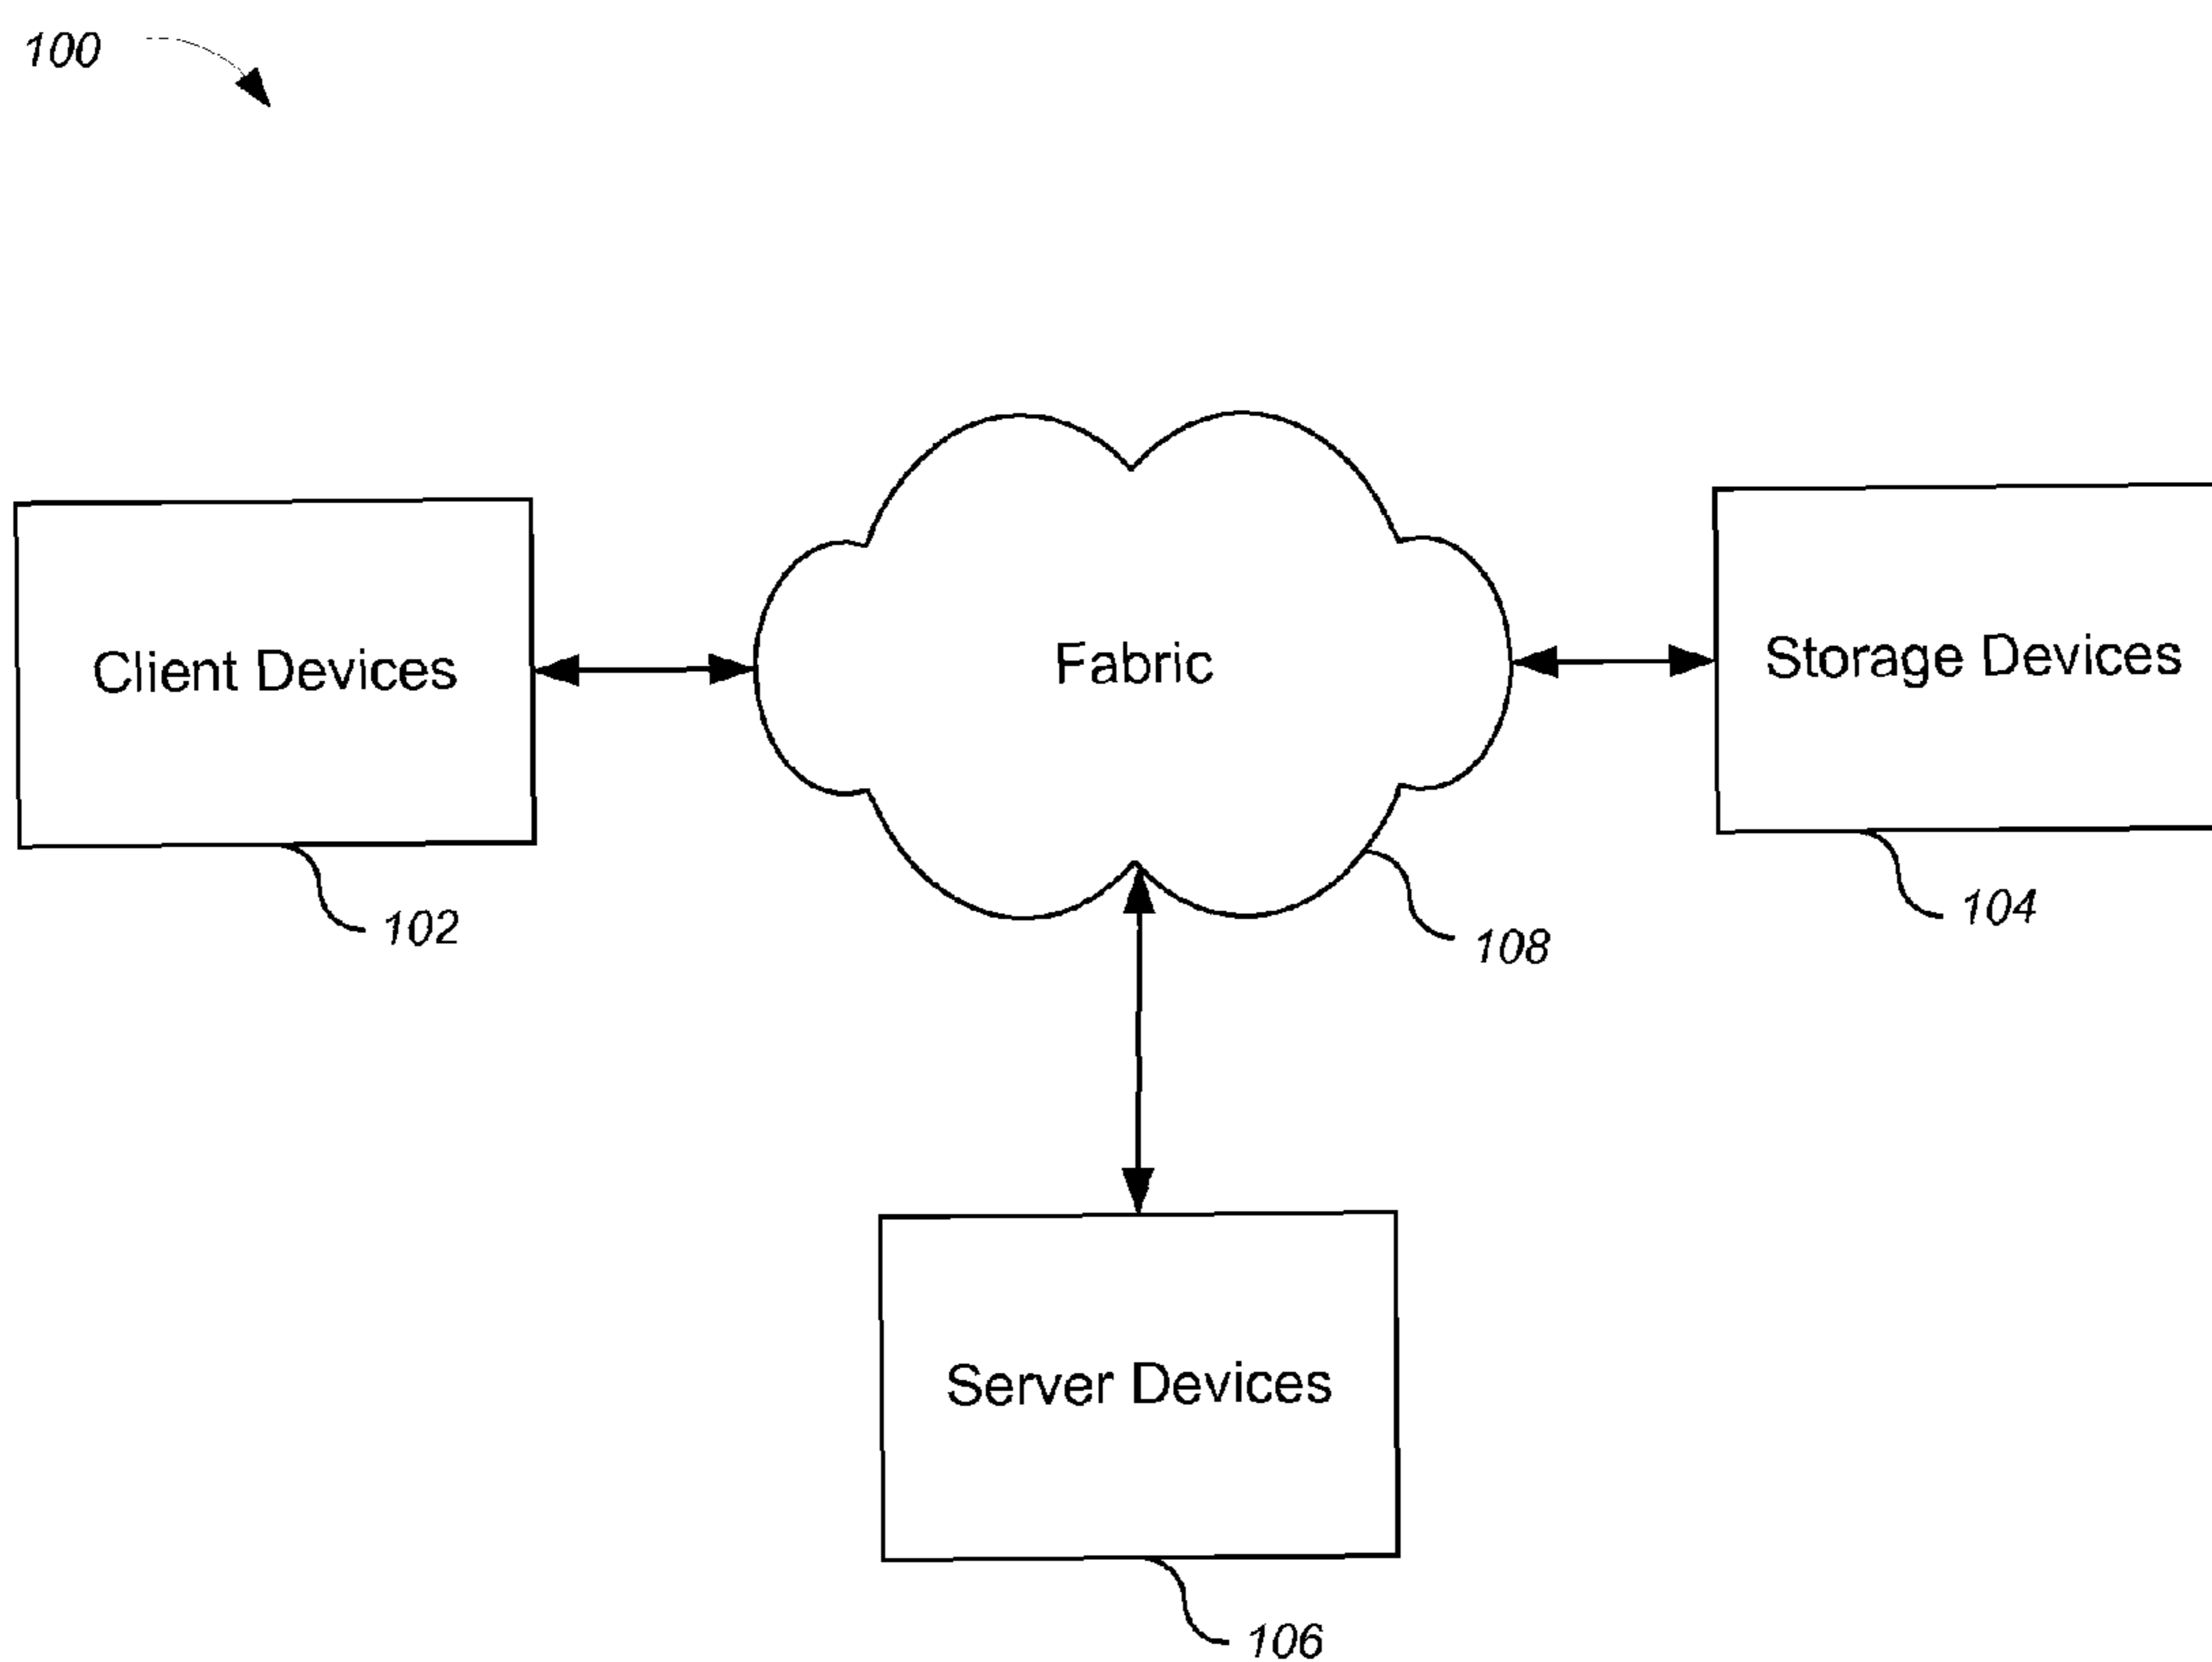 100
Client Devices
Fabric
Storage Devices
102
108
104
Server Devices
106